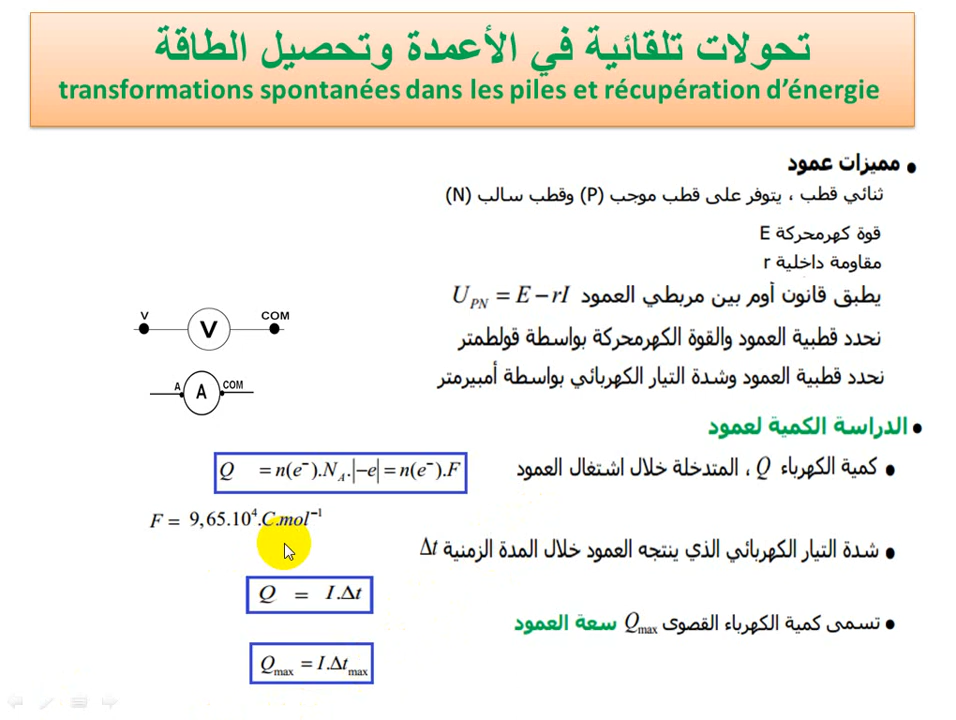 تحولات تلقائية في الأعمدة وتحصيل الطاقة
transformations spontanées dans les piles et récupération d’énergie
• مميزات عمود
ثنائي قطب ، يتوفر على قطب موجب (P) وقطب سالب (N)
قوة كهرمحركة E
مقاومة داخلية r
يطبق قانون أوم بين مربطي العمود U_PN = E − rI
V COM
V
نحدد قطبية العمود والقوة الكهرمحركة بواسطة فولطمتر
نحدد قطبية العمود وشدة التيار الكهربائي بواسطة أمبيرمتر
A A COM
• الدراسة الكمية لعمود
• كمية الكهرباء Q ، المتدخلة خلال اشتغال العمود
Q = n(e⁻).N_A.|−e| = n(e⁻).F
F = 9,65.10⁴.C.mol⁻¹
• شدة التيار الكهربائي الذي ينتجه العمود خلال المدة الزمنية Δt
Q = I.Δt
• تسمى كمية الكهرباء القصوى Q_max سعة العمود
Q_max = I.Δt_max